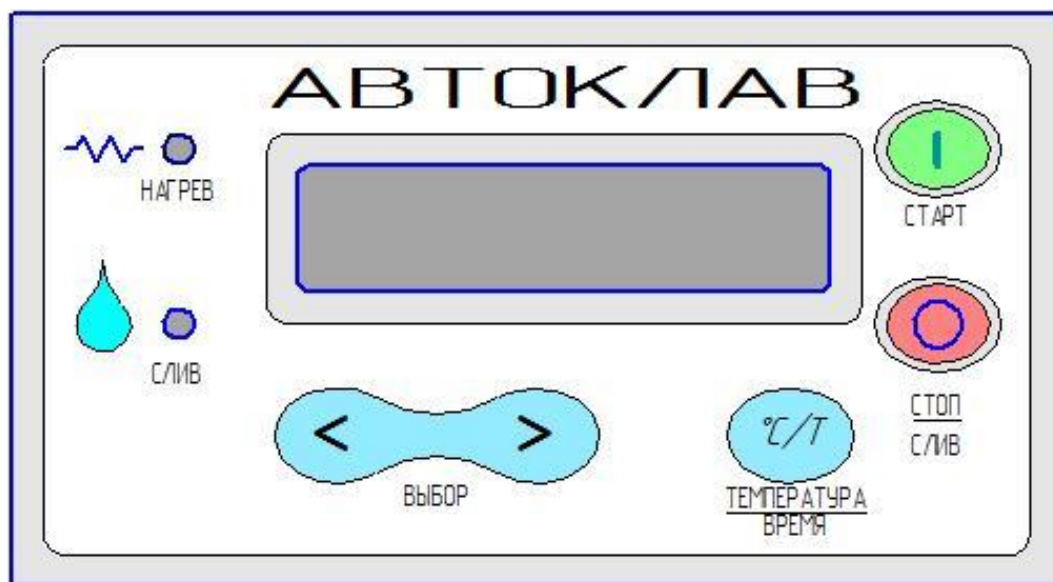 АВТОКЛАВ
НАГРЕВ
I
СТАРТ
СЛИВ
СТОП
СЛИВ
< >
ВЫБОР
°С/Т
ТЕМПЕРАТУРА
ВРЕМЯ